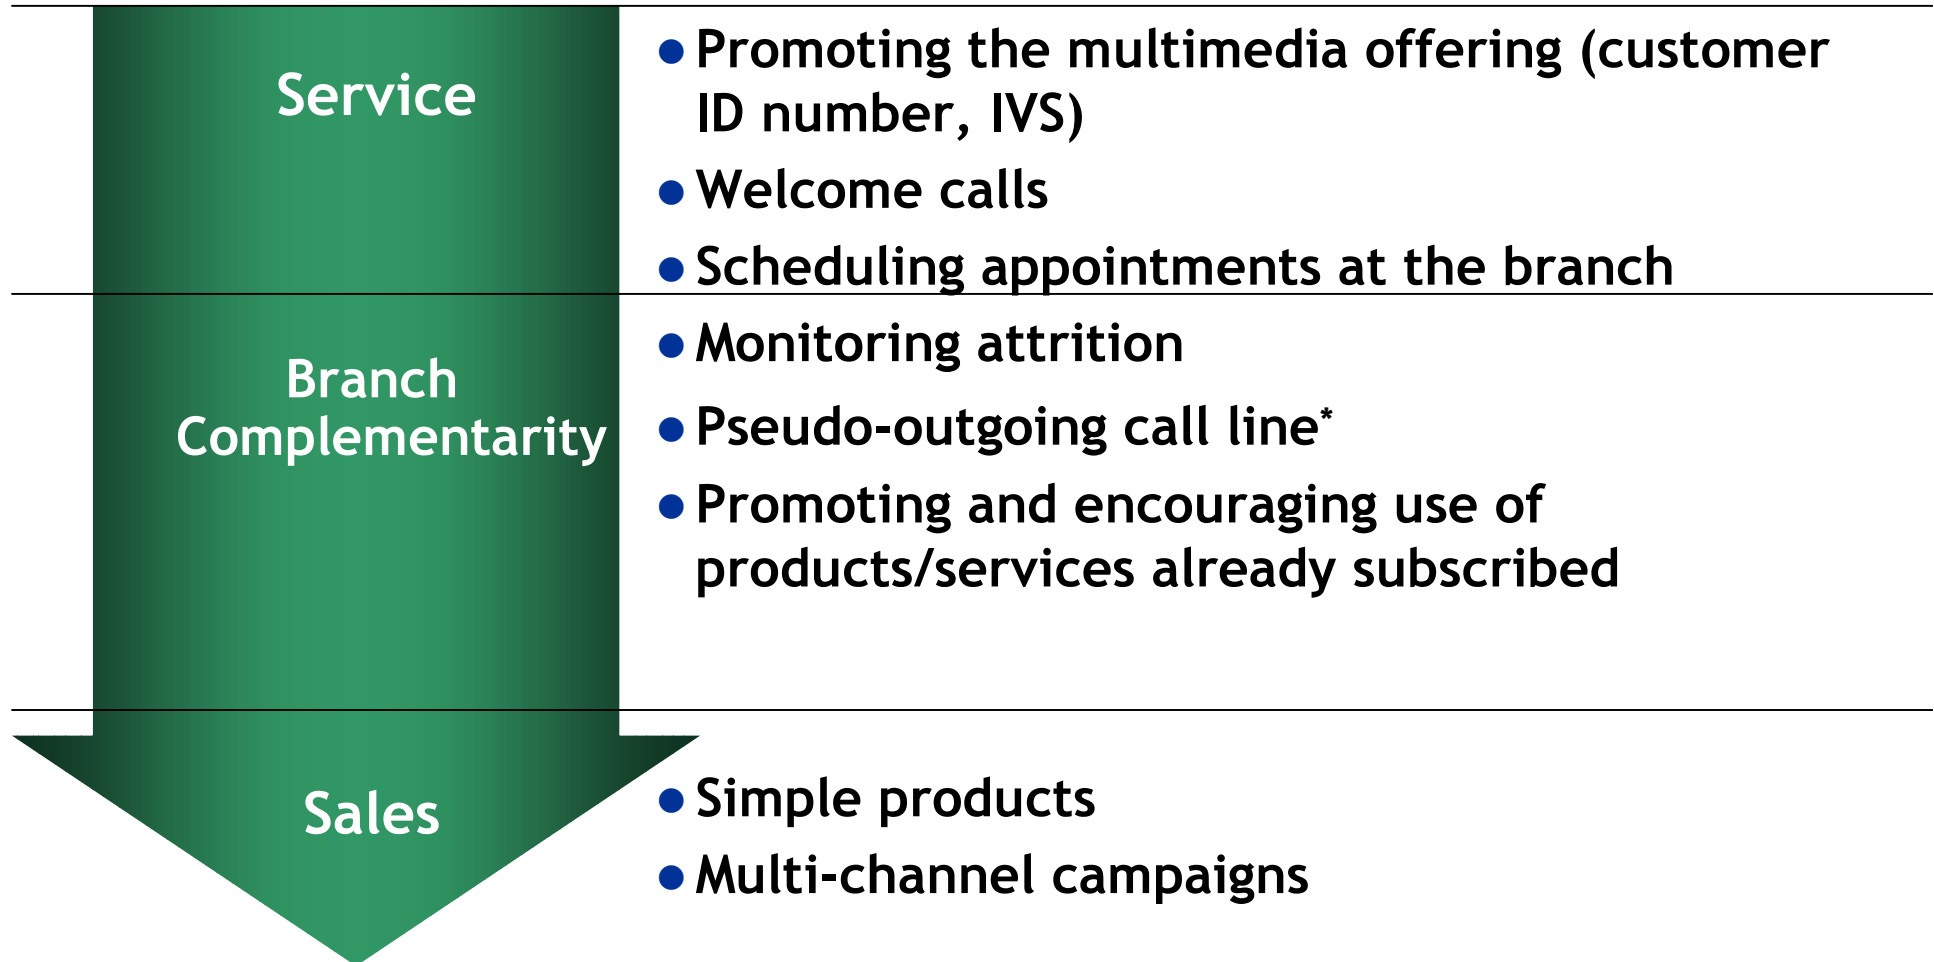 Service
● Promoting the multimedia offering (customer
ID number, IVS)
● Welcome calls
● Scheduling appointments at the branch
Branch
Complementarity
● Monitoring attrition
● Pseudo-outgoing call line*
● Promoting and encouraging use of
products/services already subscribed
Sales
● Simple products
● Multi-channel campaigns